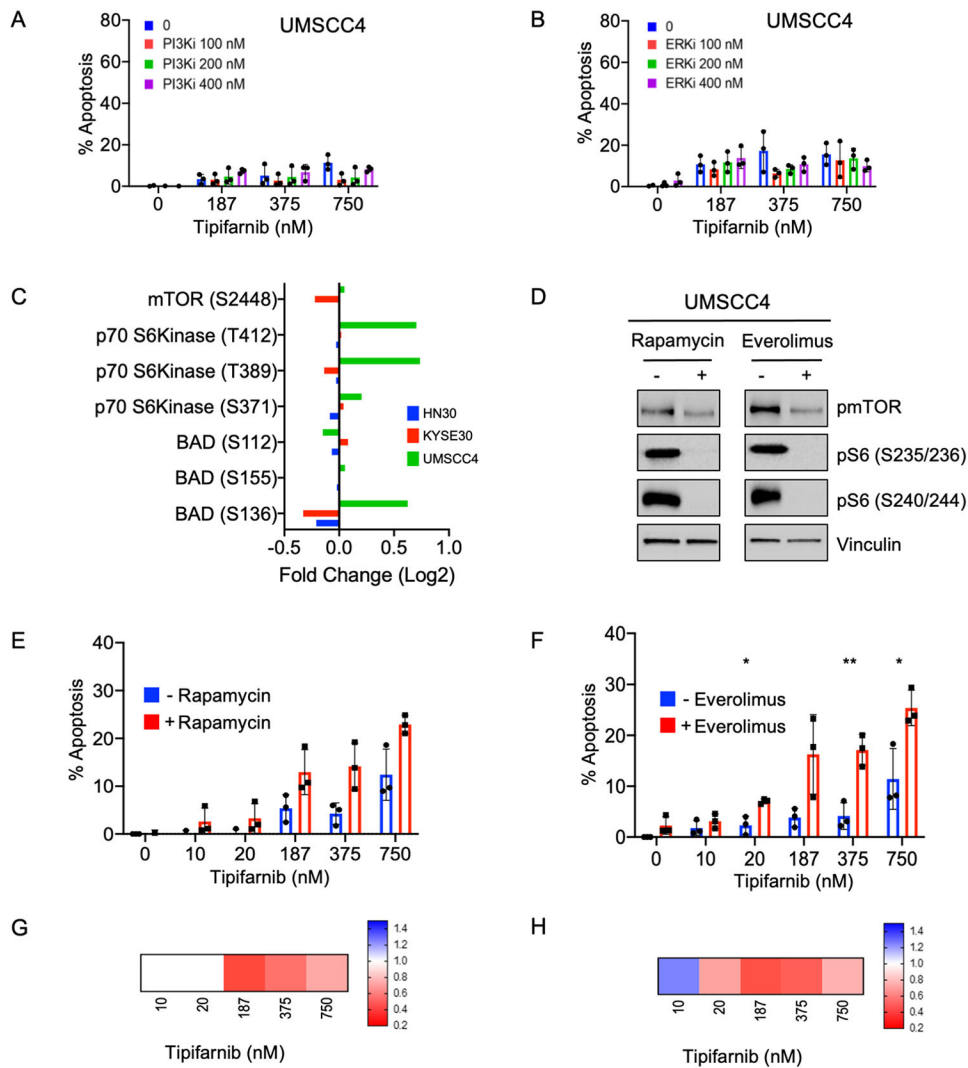 A
UMSCC4
0
PI3Ki 100 nM
PI3Ki 200 nM
PI3Ki 400 nM
80
60
40
20
0
% Apoptosis
0 187 375 750
Tipifarnib (nM)
B
UMSCC4
0
ERKi 100 nM
ERKi 200 nM
ERKi 400 nM
80
60
40
20
0
% Apoptosis
0 187 375 750
Tipifarnib (nM)
C
mTOR (S2448)
p70 S6Kinase (T412)
p70 S6Kinase (T389)
p70 S6Kinase (S371)
BAD (S112)
BAD (S155)
BAD (S136)
HN30
KYSE30
UMSCC4
-0.5 0.0 0.5 1.0
Fold Change (Log2)
D
UMSCC4
Rapamycin Everolimus
- + - +
pmTOR
pS6 (S235/236)
pS6 (S240/244)
Vinculin
E
40
30
20
10
0
% Apoptosis
- Rapamycin
+ Rapamycin
0 10 20 187 375 750
Tipifarnib (nM)
F
40
30
20
10
0
% Apoptosis
* ** *
- Everolimus
+ Everolimus
0 10 20 187 375 750
Tipifarnib (nM)
G
1.4
1.2
1.0
0.8
0.6
0.4
0.2
10 20 187 375 750
Tipifarnib (nM)
H
1.4
1.2
1.0
0.8
0.6
0.4
0.2
10 20 187 375 750
Tipifarnib (nM)